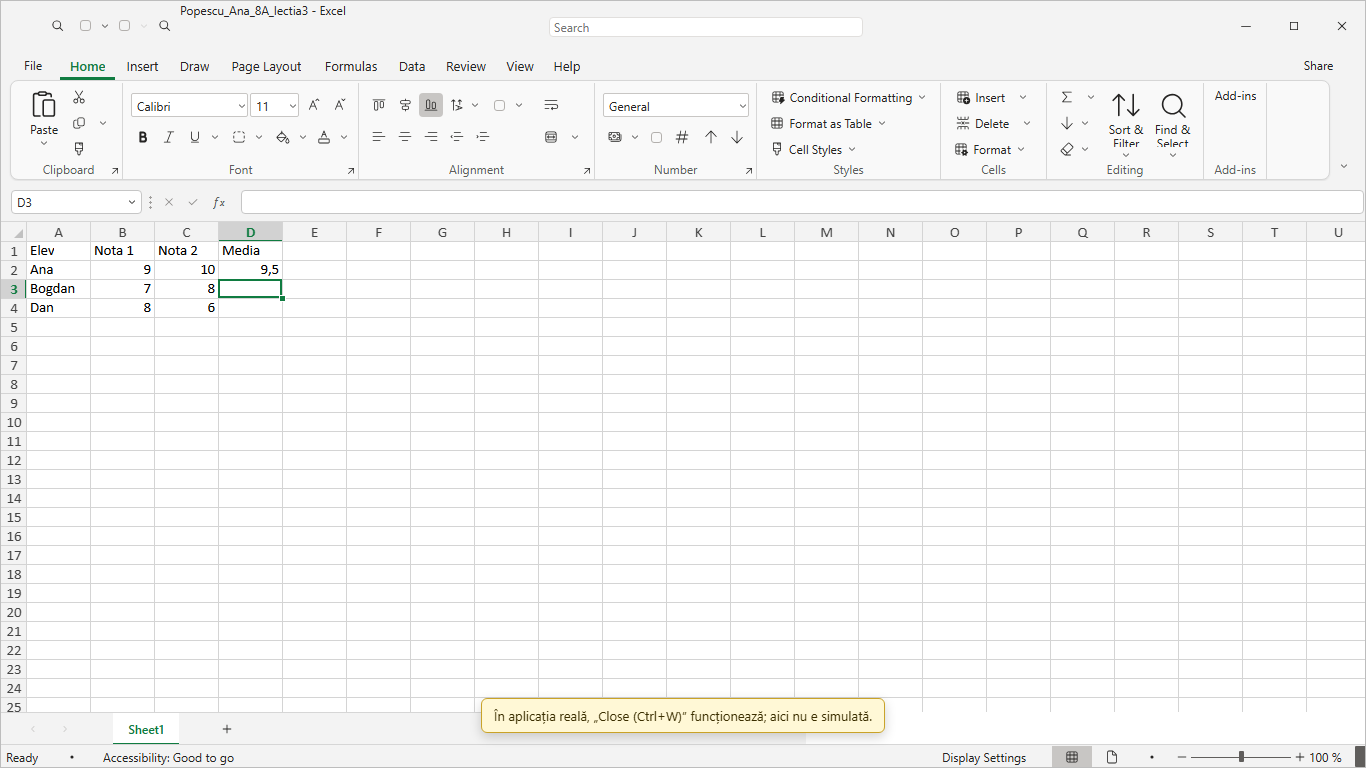 Popescu_Ana_8A_lectia3 - Excel
Search
File Home Insert Draw Page Layout Formulas Data Review View Help Share
Paste
Clipboard
Calibri 11
B I U A
Font
Alignment
General
Number
Conditional Formatting
Format as Table
Cell Styles
Styles
Insert
Delete
Format
Cells
Sort & Filter
Find & Select
Editing
Add-ins
Add-ins
D3 fx
A B C D E F G H I J K L M N O P Q R S T U
1 Elev Nota 1 Nota 2 Media
2 Ana 9 10 9,5
3 Bogdan 7 8
4 Dan 8 6
5
6
7
8
9
10
11
12
13
14
15
16
17
18
19
20
21
22
23
24
25
În aplicația reală, „Close (Ctrl+W)” funcționează; aici nu e simulată.
Sheet1
Ready Accessibility: Good to go Display Settings 100 %